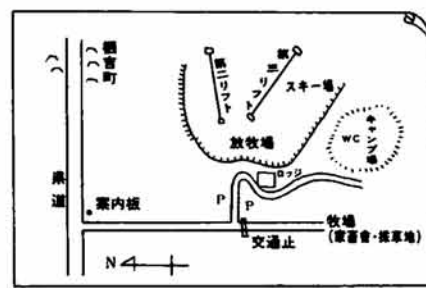 棚吉町
第二リフト
第三リフト
スキー場
放牧場
キャンプ場
WC
ロッジ
県道
案内板
P
P
交通止
牧場
(家畜舎・採草地)
N